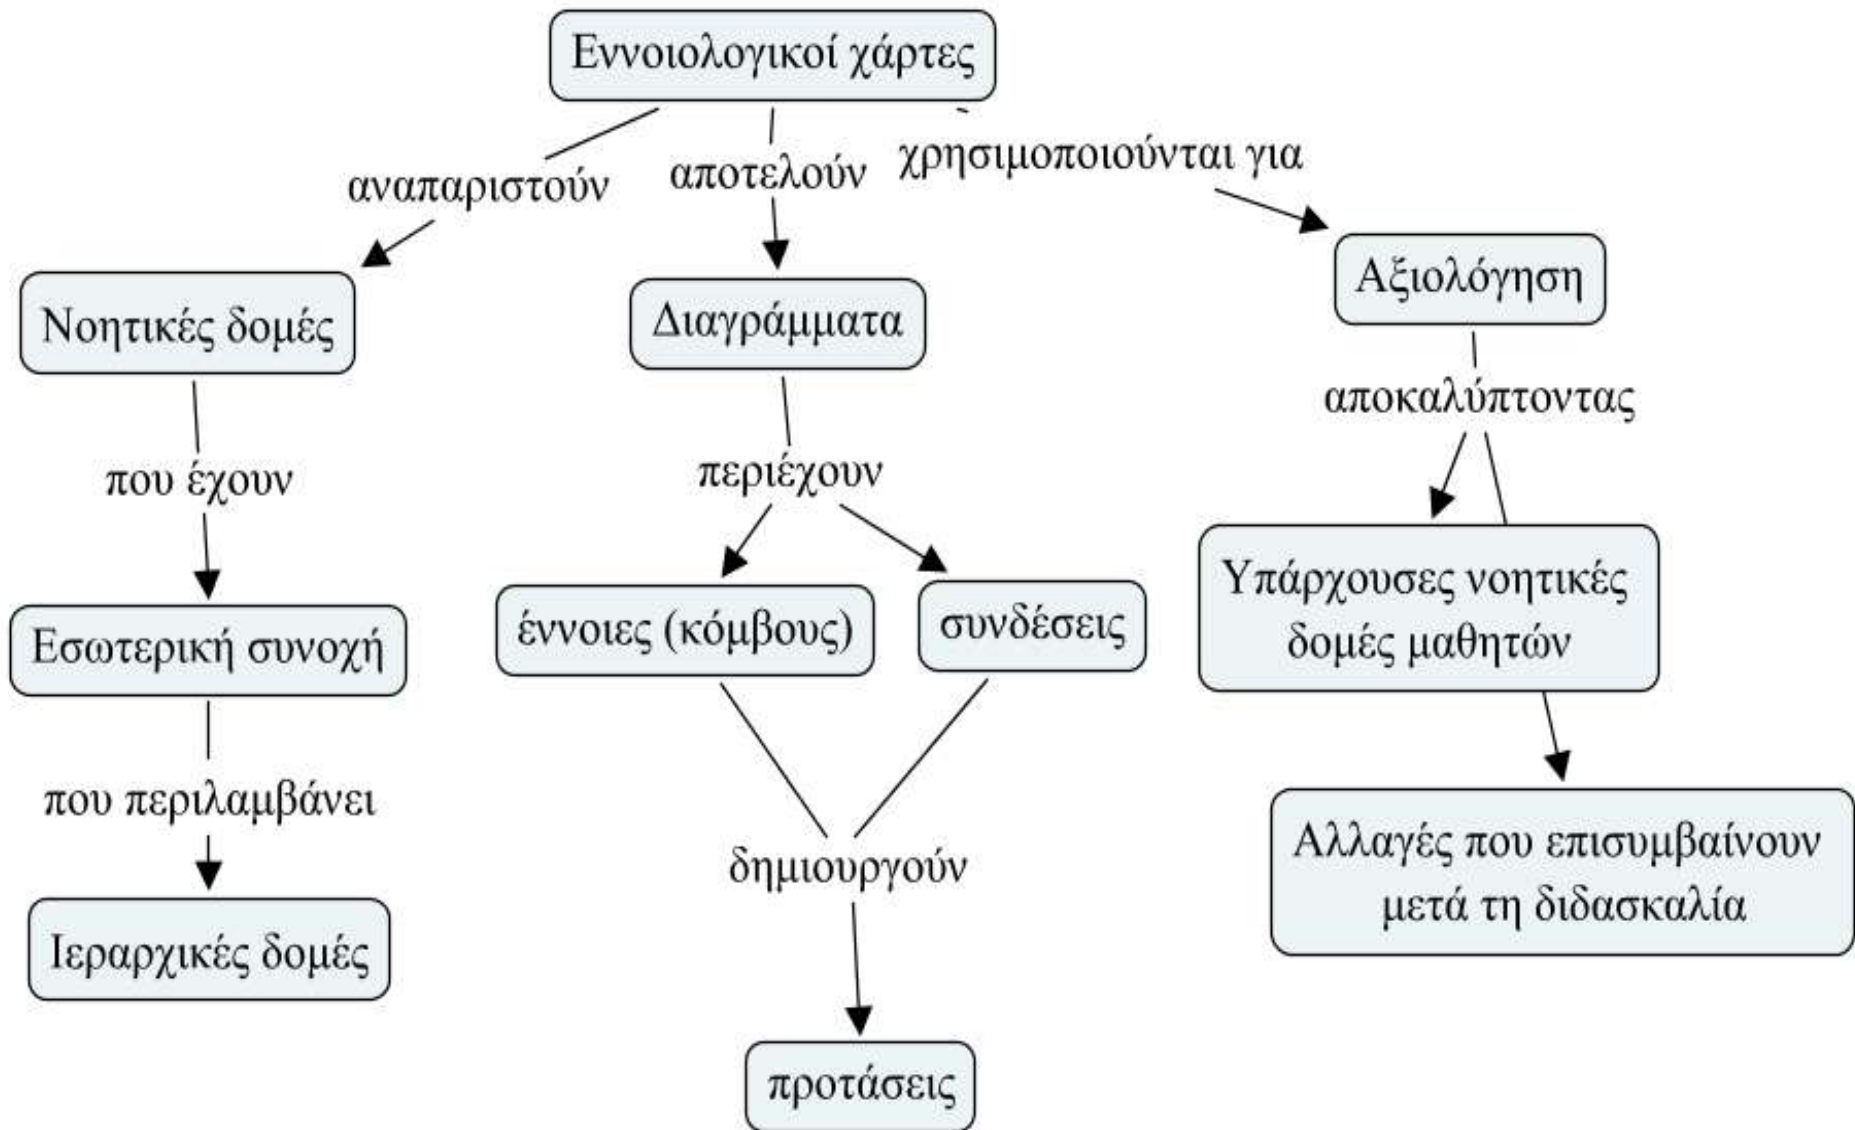 Εννοιολογικοί χάρτες
αναπαριστούν
αποτελούν
χρησιμοποιούνται για
Νοητικές δομές
Διαγράμματα
Αξιολόγηση
που έχουν
περιέχουν
αποκαλύπτοντας
Εσωτερική συνοχή
έννοιες (κόμβους)
συνδέσεις
Υπάρχουσες νοητικές
δομές μαθητών
που περιλαμβάνει
δημιουργούν
Αλλαγές που επισυμβαίνουν
μετά τη διδασκαλία
Ιεραρχικές δομές
προτάσεις